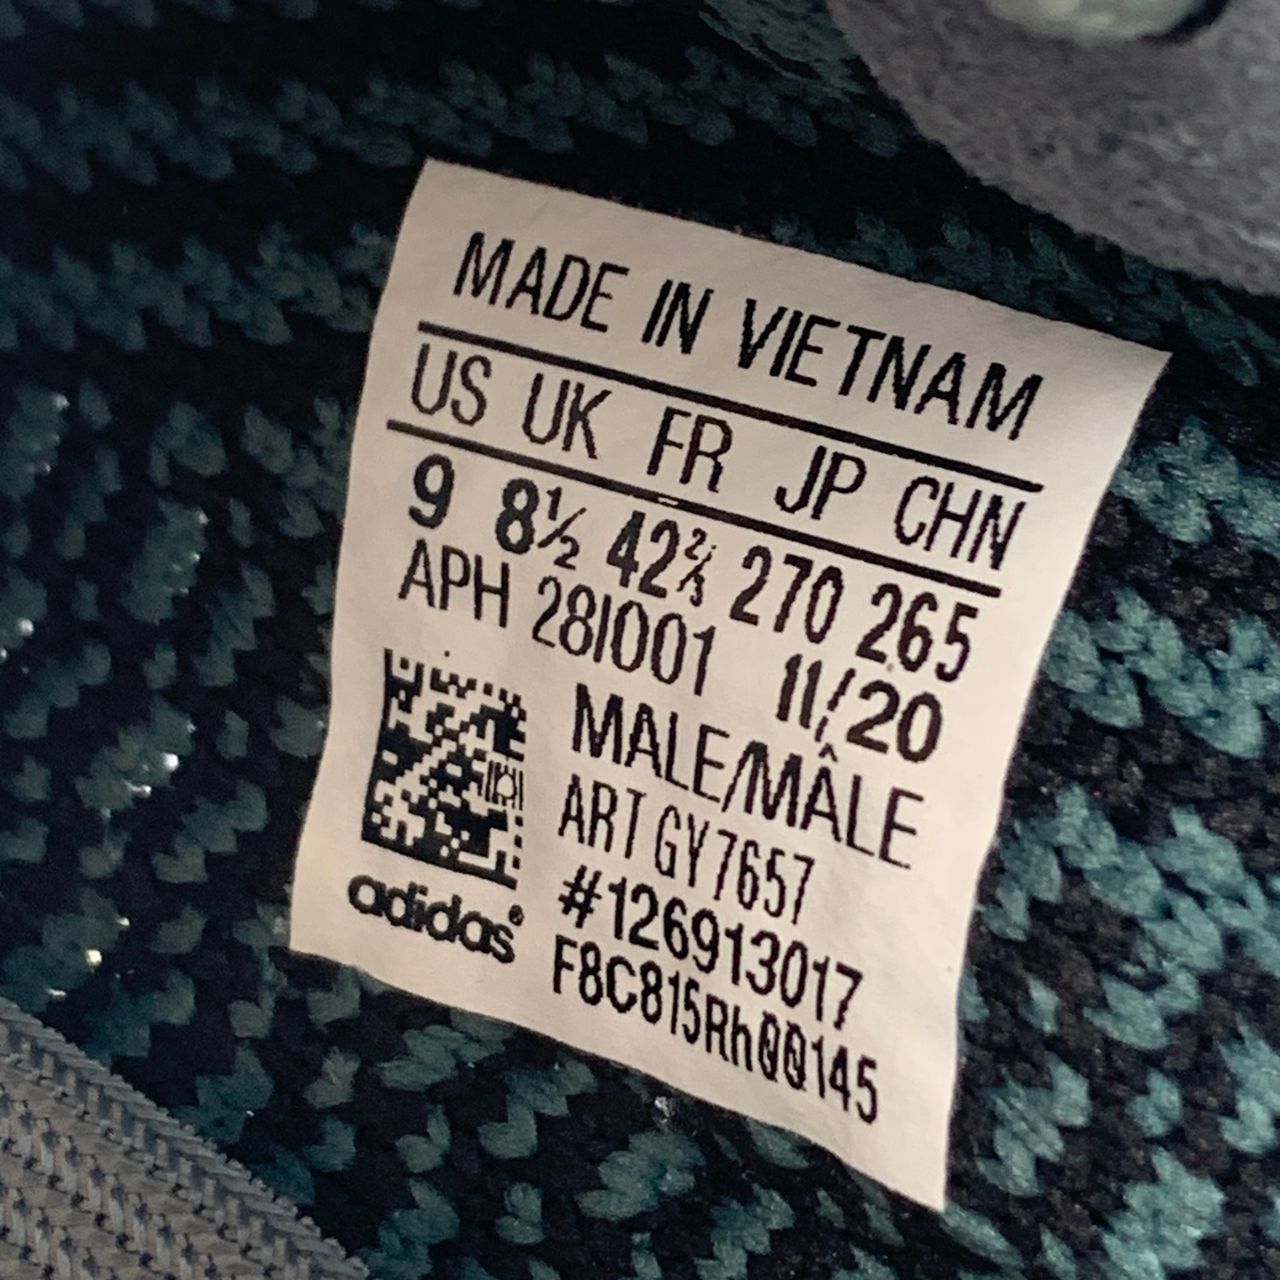 MADE IN VIETNAM
US UK FR JP CHN
9 8½ 42⅔ 270 265
APH 28I001 11/20
MALE/MÂLE
ART GY7657
#126913017
F8C815Rh00145
adidas®